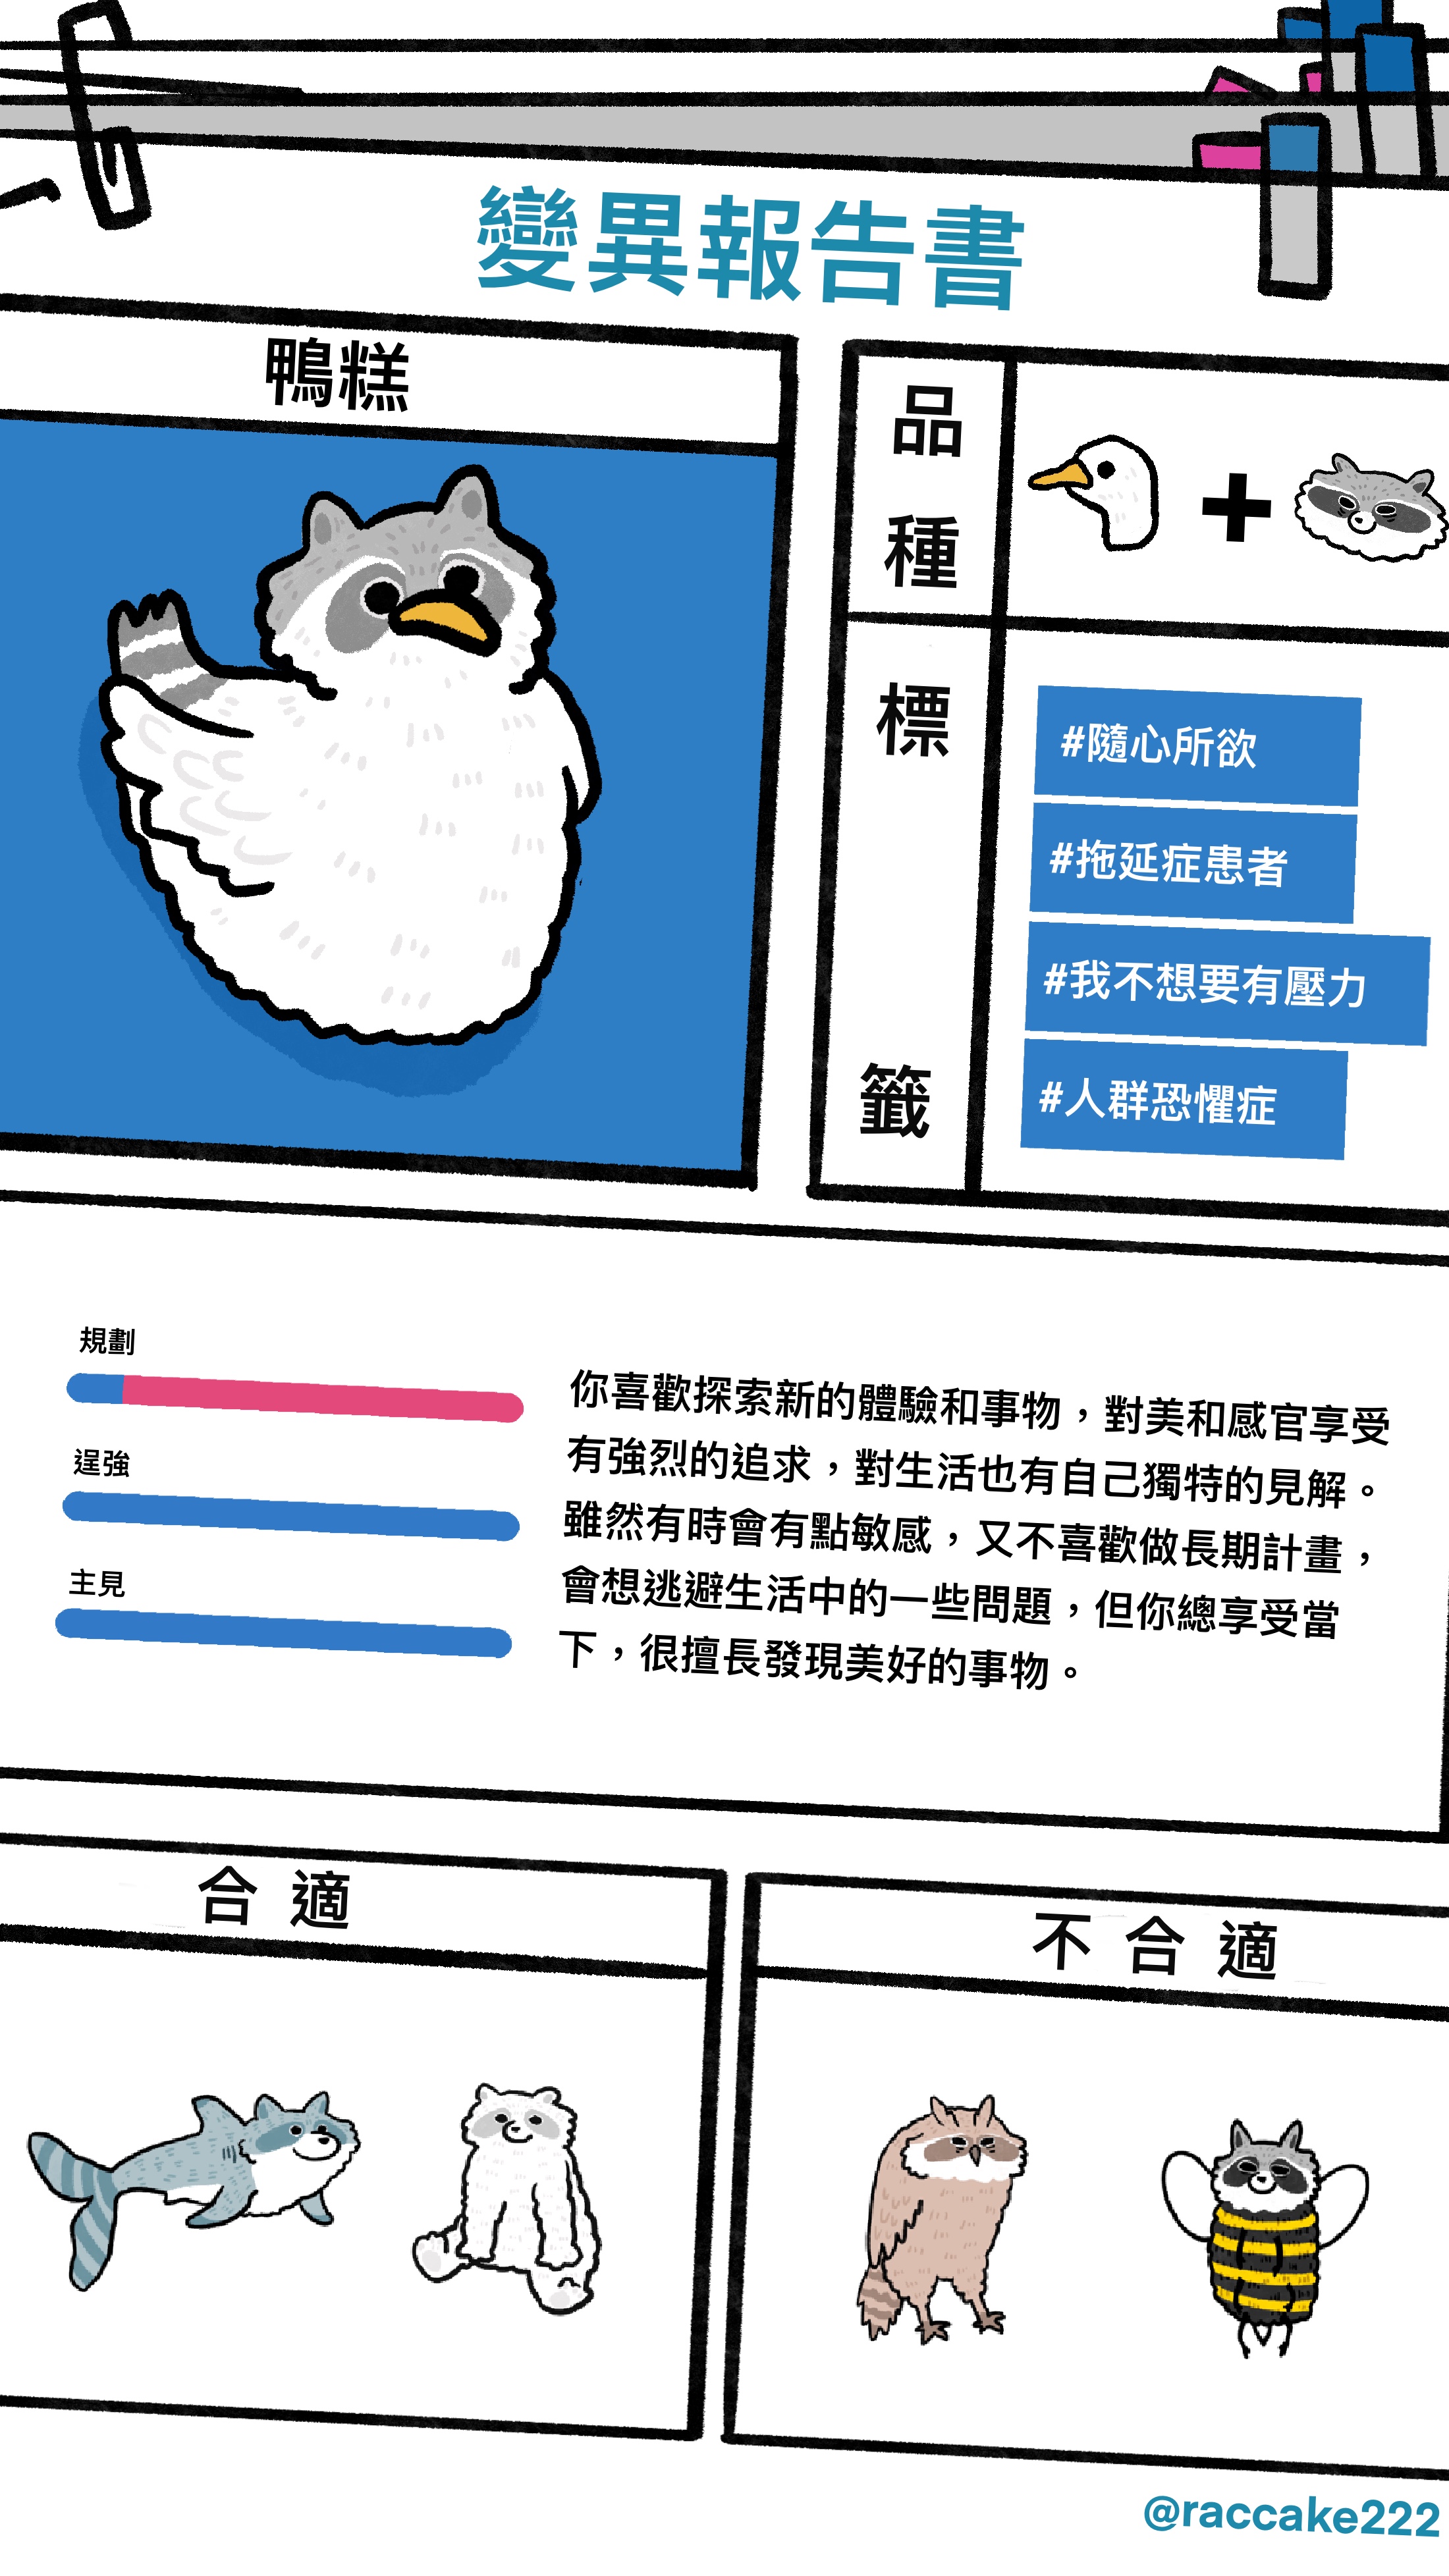 變異報告書
鴨糕
品種
標籤
#隨心所欲
#拖延症患者
#我不想要有壓力
#人群恐懼症
規劃
逞強
主見
你喜歡探索新的體驗和事物，對美和感官享受
有強烈的追求，對生活也有自己獨特的見解。
雖然有時會有點敏感，又不喜歡做長期計畫，
會想逃避生活中的一些問題，但你總享受當
下，很擅長發現美好的事物。
合適
不合適
@raccake222